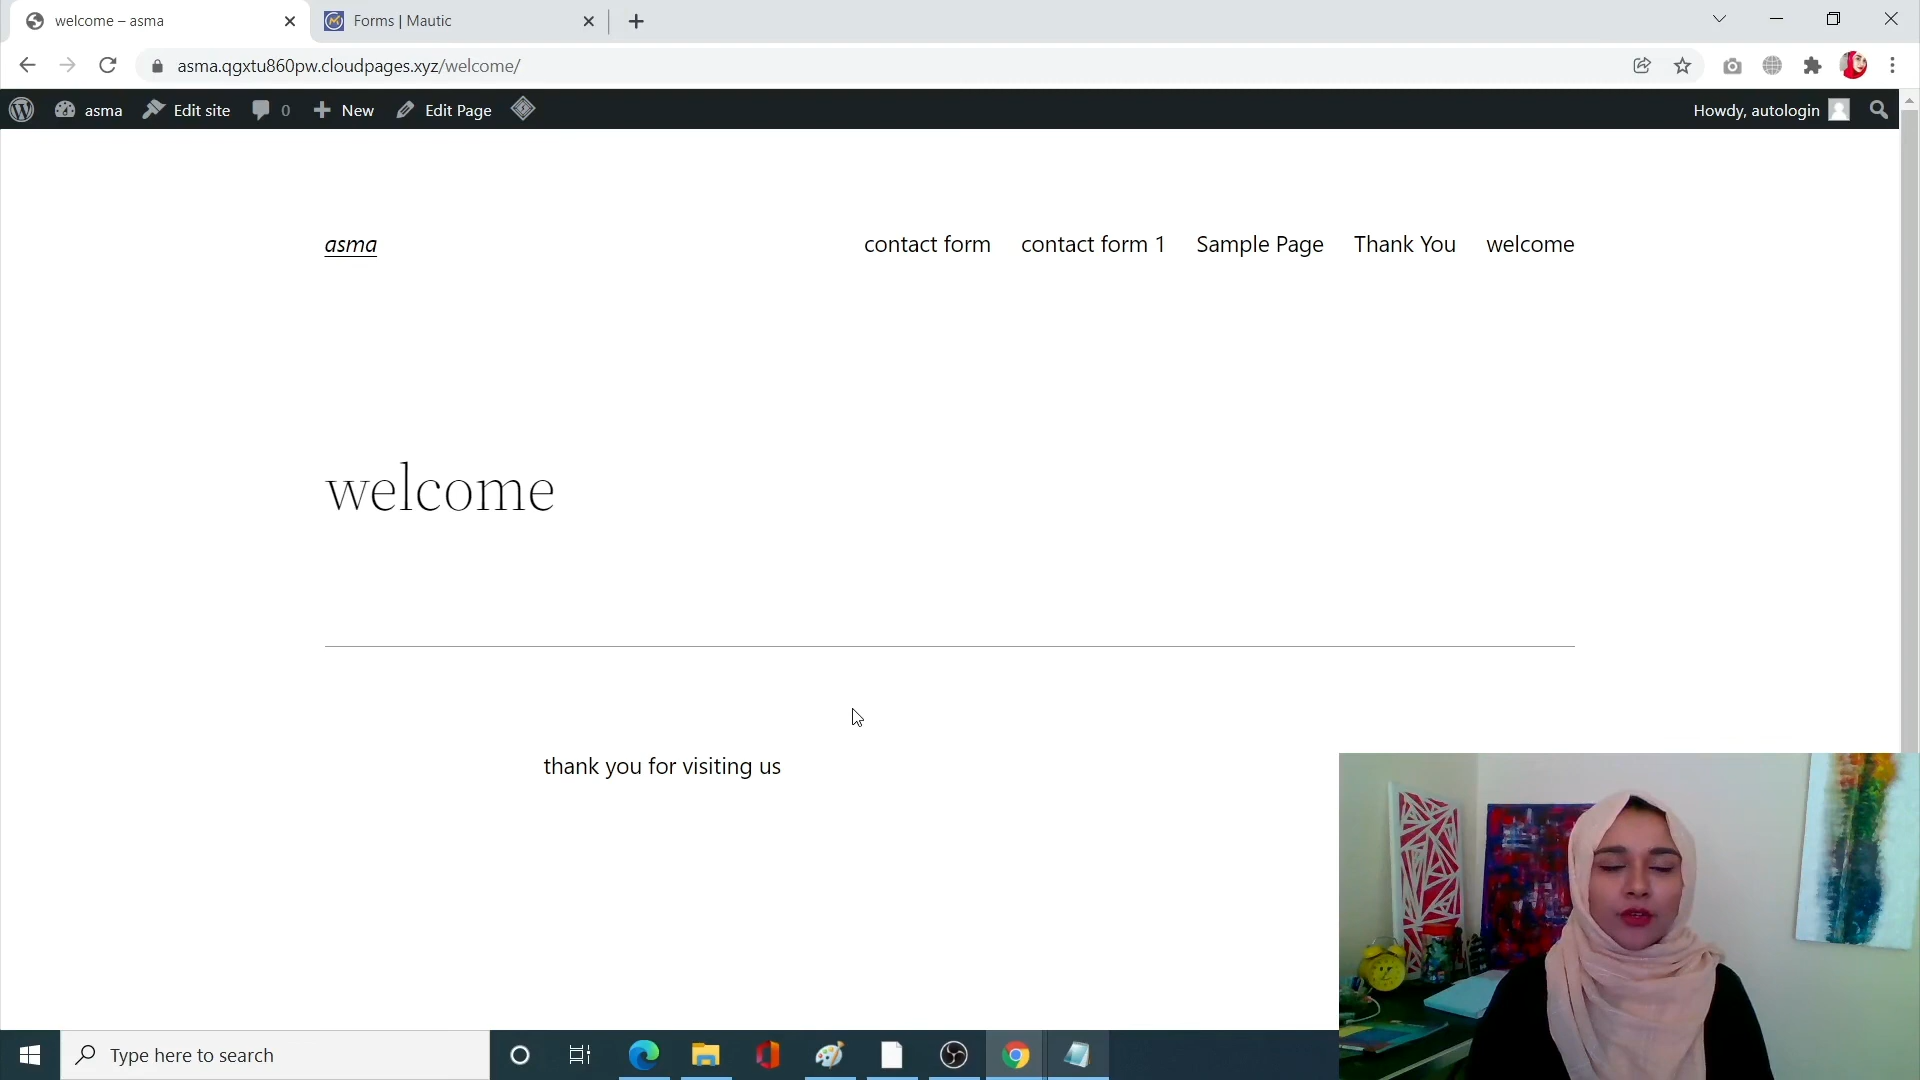 welcome – asma
Forms | Mautic
asma.qgxtu860pw.cloudpages.xyz/welcome/
asma
Edit site
0
New
Edit Page
Howdy, autologin
asma
contact form
contact form 1
Sample Page
Thank You
welcome
welcome
thank you for visiting us
Type here to search